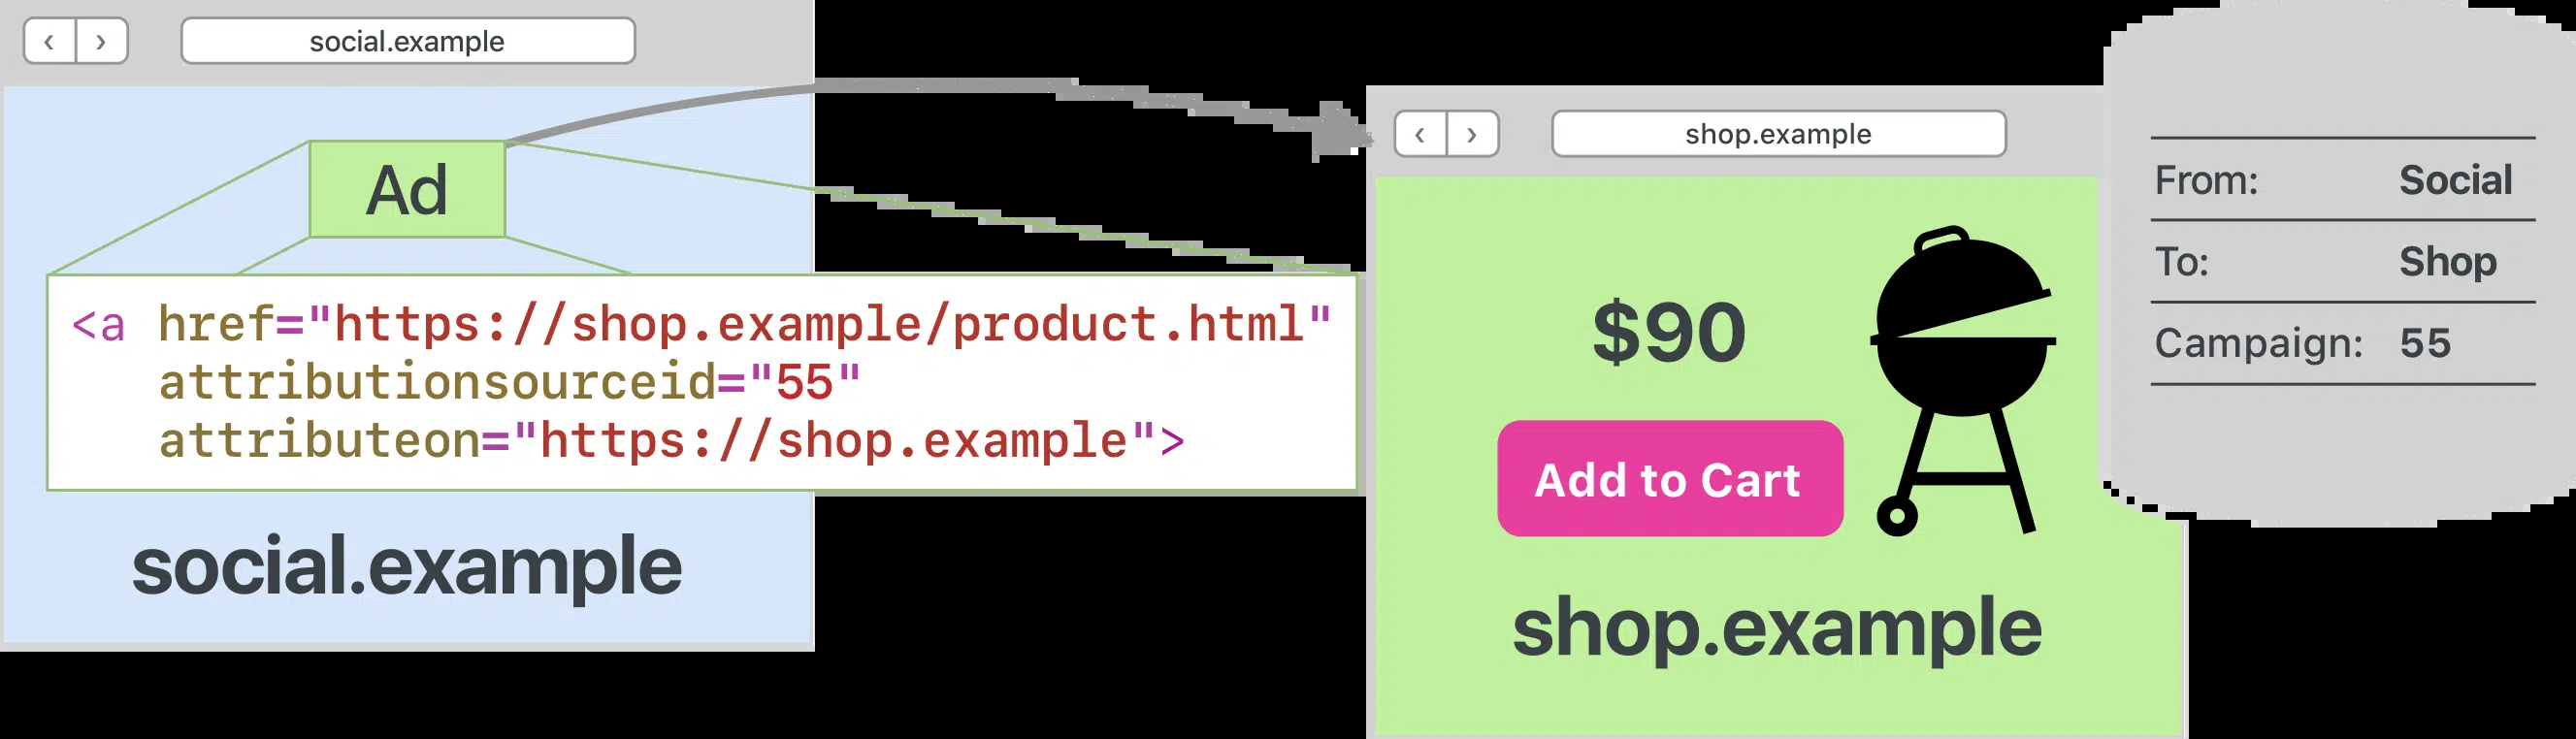 social.example
Ad
<a href="https://shop.example/product.html"
attributionsourceid="55"
attributeon="https://shop.example">
social.example
shop.example
$90
Add to Cart
shop.example
From: Social
To: Shop
Campaign: 55